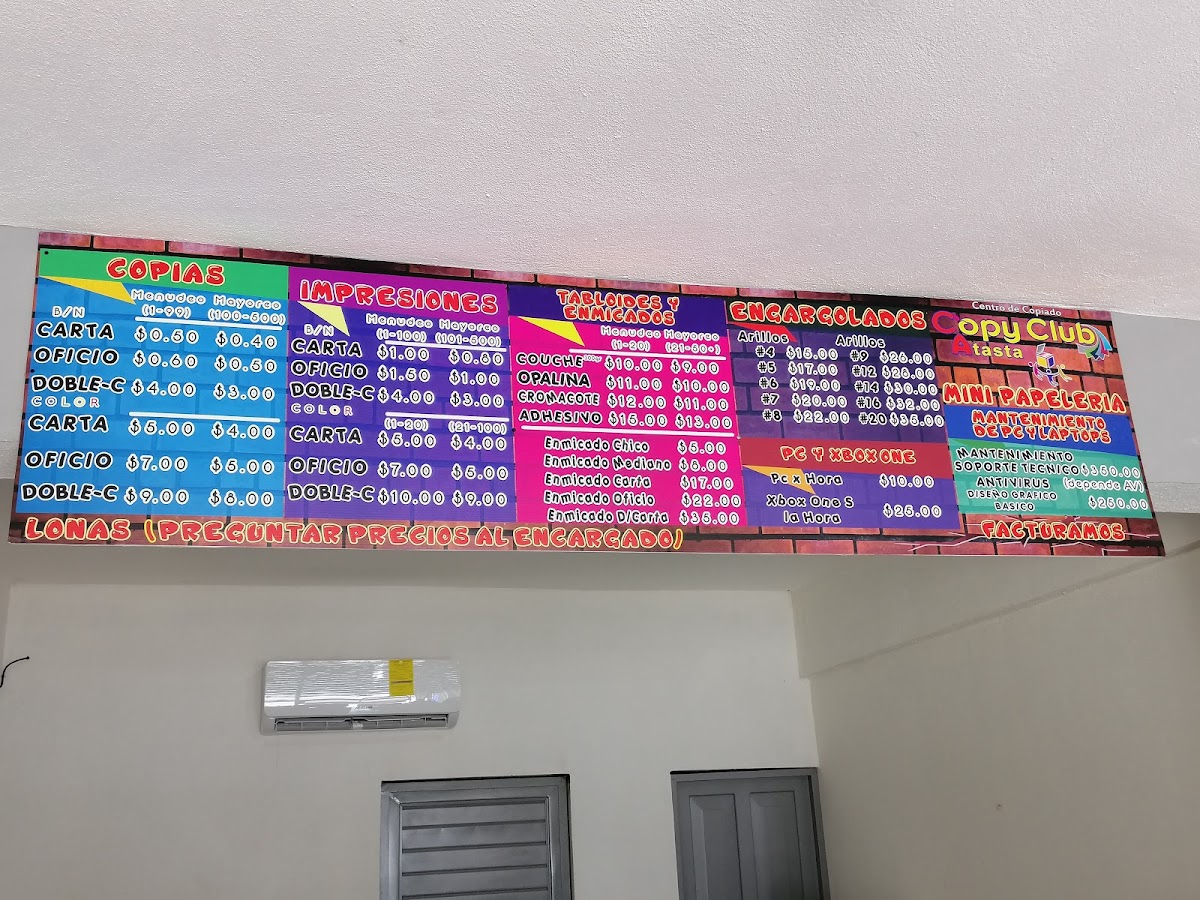 COPIAS
Menudeo Mayoreo
B/N (1-99) (100-500)
CARTA $0.50 $0.40
OFICIO $0.60 $0.50
DOBLE-C $4.00 $3.00
COLOR
CARTA $5.00 $4.00
OFICIO $7.00 $5.00
DOBLE-C $9.00 $8.00
IMPRESIONES
Menudeo Mayoreo
B/N (1-100) (101-500)
CARTA $1.00 $0.80
OFICIO $1.50 $1.00
DOBLE-C $4.00 $3.00
COLOR (1-20) (21-100)
CARTA $5.00 $4.00
OFICIO $7.00 $5.00
DOBLE-C $10.00 $9.00
TABLOIDES Y
ENMICADOS
Menudeo Mayoreo
(1-20) (21-50+)
COUCHE $10.00 $9.00
OPALINA $11.00 $10.00
CROMACOTE $12.00 $11.00
ADHESIVO $15.00 $13.00
Enmicado Chico $5.00
Enmicado Mediano $6.00
Enmicado Carta $17.00
Enmicado Oficio $22.00
Enmicado D/Carta $35.00
ENCARGOLADOS
Arillos Arillos
#4 $15.00 #9 $26.00
#5 $17.00 #12 $28.00
#6 $19.00 #14 $30.00
#7 $20.00 #16 $32.00
#8 $22.00 #20 $35.00
PC Y XBOX ONE
Pc x Hora $10.00
Xbox One S
la Hora $25.00
Centro de Copiado
Copy Club
Atasta
MINI PAPELERIA
MANTENIMIENTO
DE PC Y LAPTOPS
MANTENIMIENTO
SOPORTE TECNICO $350.00
ANTIVIRUS (depende AV)
DISEÑO GRAFICO
BASICO $250.00
FACTURAMOS
LONAS (PREGUNTAR PRECIOS AL ENCARGADO)